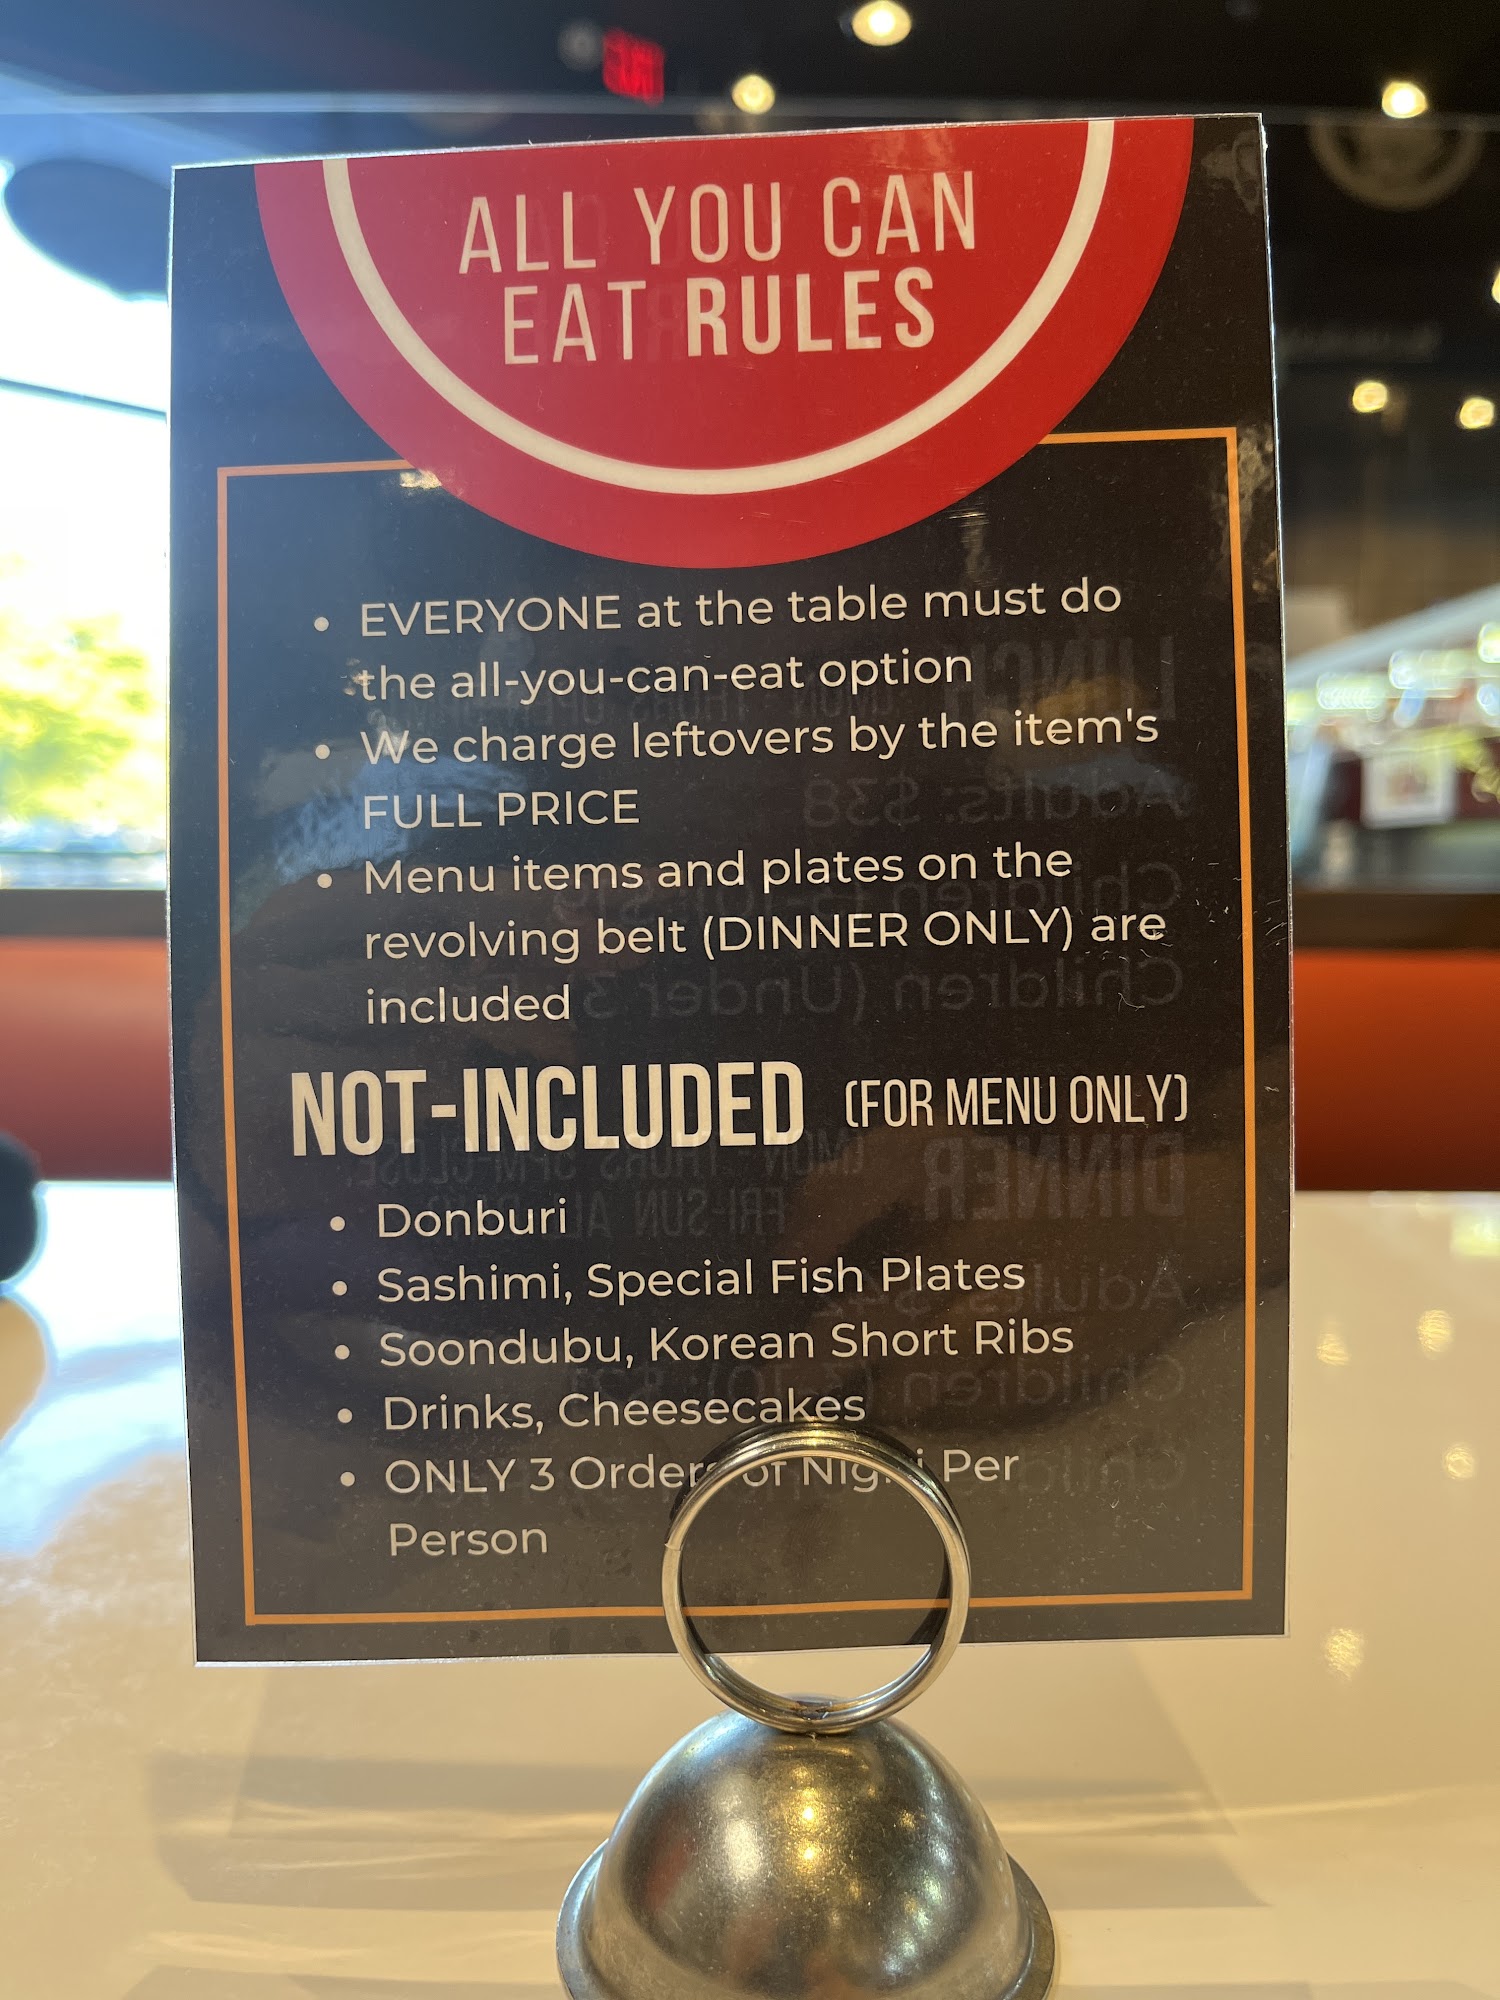 ALL YOU CAN
EAT RULES
• EVERYONE at the table must do
the all-you-can-eat option
• We charge leftovers by the item's
FULL PRICE
• Menu items and plates on the
revolving belt (DINNER ONLY) are
included
NOT-INCLUDED (FOR MENU ONLY)
• Donburi
• Sashimi, Special Fish Plates
• Soondubu, Korean Short Ribs
• Drinks, Cheesecakes
• ONLY 3 Orders of Nigiri Per
Person